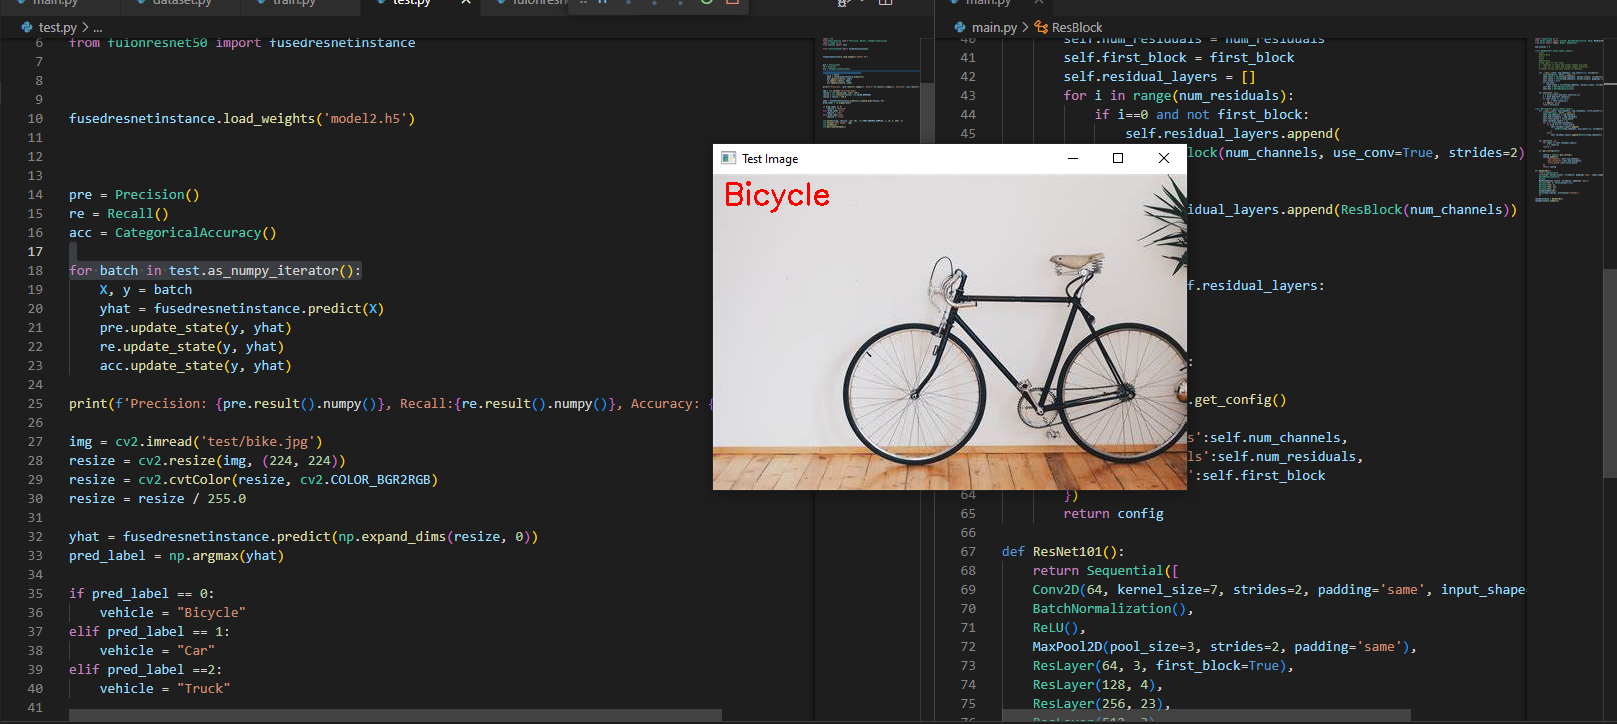 main.py
dataset.py
train.py
test.py
main.py
test.py > ...
main.py > ResBlock
6 from fuionresnet50 import fusedresnetinstance
7
8
9
10 fusedresnetinstance.load_weights('model2.h5')
11
12
13
14 pre = Precision()
15 re = Recall()
16 acc = CategoricalAccuracy()
17
18 for batch in test.as_numpy_iterator():
19 X, y = batch
20 yhat = fusedresnetinstance.predict(X)
21 pre.update_state(y, yhat)
22 re.update_state(y, yhat)
23 acc.update_state(y, yhat)
24
25 print(f'Precision: {pre.result().numpy()}, Recall:{re.result().numpy()}, Accuracy: {
26
27 img = cv2.imread('test/bike.jpg')
28 resize = cv2.resize(img, (224, 224))
29 resize = cv2.cvtColor(resize, cv2.COLOR_BGR2RGB)
30 resize = resize / 255.0
31
32 yhat = fusedresnetinstance.predict(np.expand_dims(resize, 0))
33 pred_label = np.argmax(yhat)
34
35 if pred_label == 0:
36 vehicle = "Bicycle"
37 elif pred_label == 1:
38 vehicle = "Car"
39 elif pred_label ==2:
40 vehicle = "Truck"
41
Test Image
Bicycle
40 self.num_residuals = num_residuals
41 self.first_block = first_block
42 self.residual_layers = []
43 for i in range(num_residuals):
44 if i==0 and not first_block:
45 self.residual_layers.append(
lock(num_channels, use_conv=True, strides=2)
idual_layers.append(ResBlock(num_channels))
f.residual_layers:
:
.get_config()
s':self.num_channels,
ls':self.num_residuals,
':self.first_block
64 })
65 return config
66
67 def ResNet101():
68 return Sequential([
69 Conv2D(64, kernel_size=7, strides=2, padding='same', input_shape
70 BatchNormalization(),
71 ReLU(),
72 MaxPool2D(pool_size=3, strides=2, padding='same'),
73 ResLayer(64, 3, first_block=True),
74 ResLayer(128, 4),
75 ResLayer(256, 23),
76 ResLayer(512, 3)